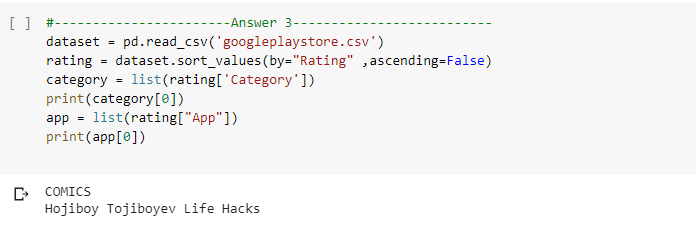 [ ] #-----------------------Answer 3--------------------------
dataset = pd.read_csv('googleplaystore.csv')
rating = dataset.sort_values(by="Rating" ,ascending=False)
category = list(rating['Category'])
print(category[0])
app = list(rating["App"])
print(app[0])
COMICS
Hojiboy Tojiboyev Life Hacks